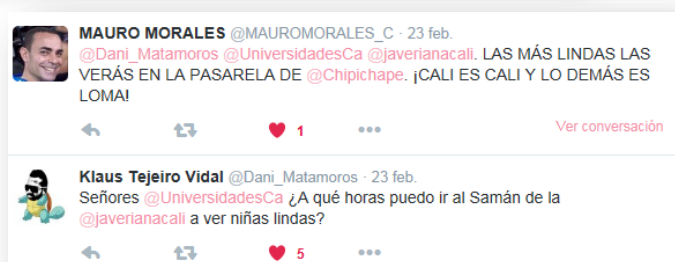 MAURO MORALES @MAUROMORALES_C · 23 feb.
@Dani_Matamoros @UniversidadesCa @javerianacali. LAS MÁS LINDAS LAS
VERÁS EN LA PASARELA DE @Chipichape. ¡CALI ES CALI Y LO DEMÁS ES
LOMA!
1
Ver conversación
Klaus Tejeiro Vidal @Dani_Matamoros · 23 feb.
Señores @UniversidadesCa ¿A qué horas puedo ir al Samán de la
@javerianacali a ver niñas lindas?
5